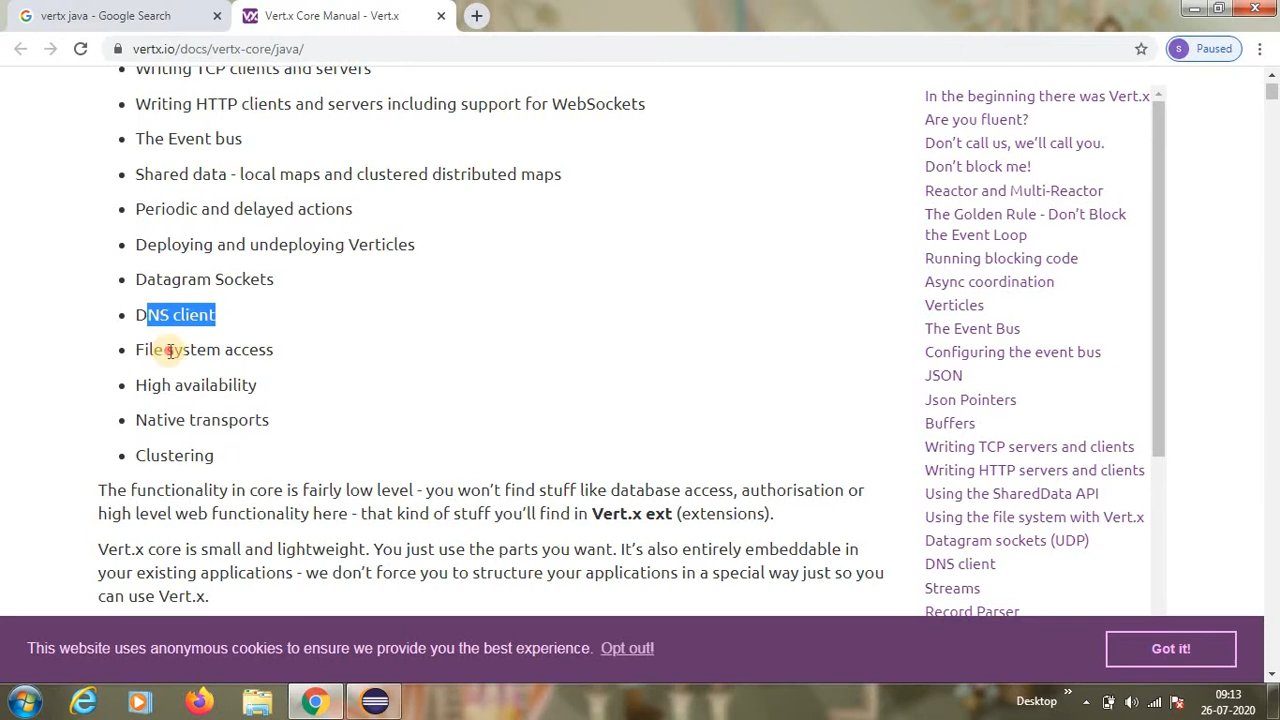 vertx java - Google Search
Vert.x Core Manual - Vert.x
vertx.io/docs/vertx-core/java/
S
Paused
Writing TCP clients and servers
Writing HTTP clients and servers including support for WebSockets
The Event bus
Shared data - local maps and clustered distributed maps
Periodic and delayed actions
Deploying and undeploying Verticles
Datagram Sockets
DNS client
File system access
High availability
Native transports
Clustering
The functionality in core is fairly low level - you won’t find stuff like database access, authorisation or
high level web functionality here - that kind of stuff you’ll find in Vert.x ext (extensions).
Vert.x core is small and lightweight. You just use the parts you want. It’s also entirely embeddable in
your existing applications - we don’t force you to structure your applications in a special way just so you
can use Vert.x.
In the beginning there was Vert.x
Are you fluent?
Don’t call us, we’ll call you.
Don’t block me!
Reactor and Multi-Reactor
The Golden Rule - Don’t Block
the Event Loop
Running blocking code
Async coordination
Verticles
The Event Bus
Configuring the event bus
JSON
Json Pointers
Buffers
Writing TCP servers and clients
Writing HTTP servers and clients
Using the SharedData API
Using the file system with Vert.x
Datagram sockets (UDP)
DNS client
Streams
Record Parser
This website uses anonymous cookies to ensure we provide you the best experience. Opt out!
Got it!
Desktop
09:13
26-07-2020